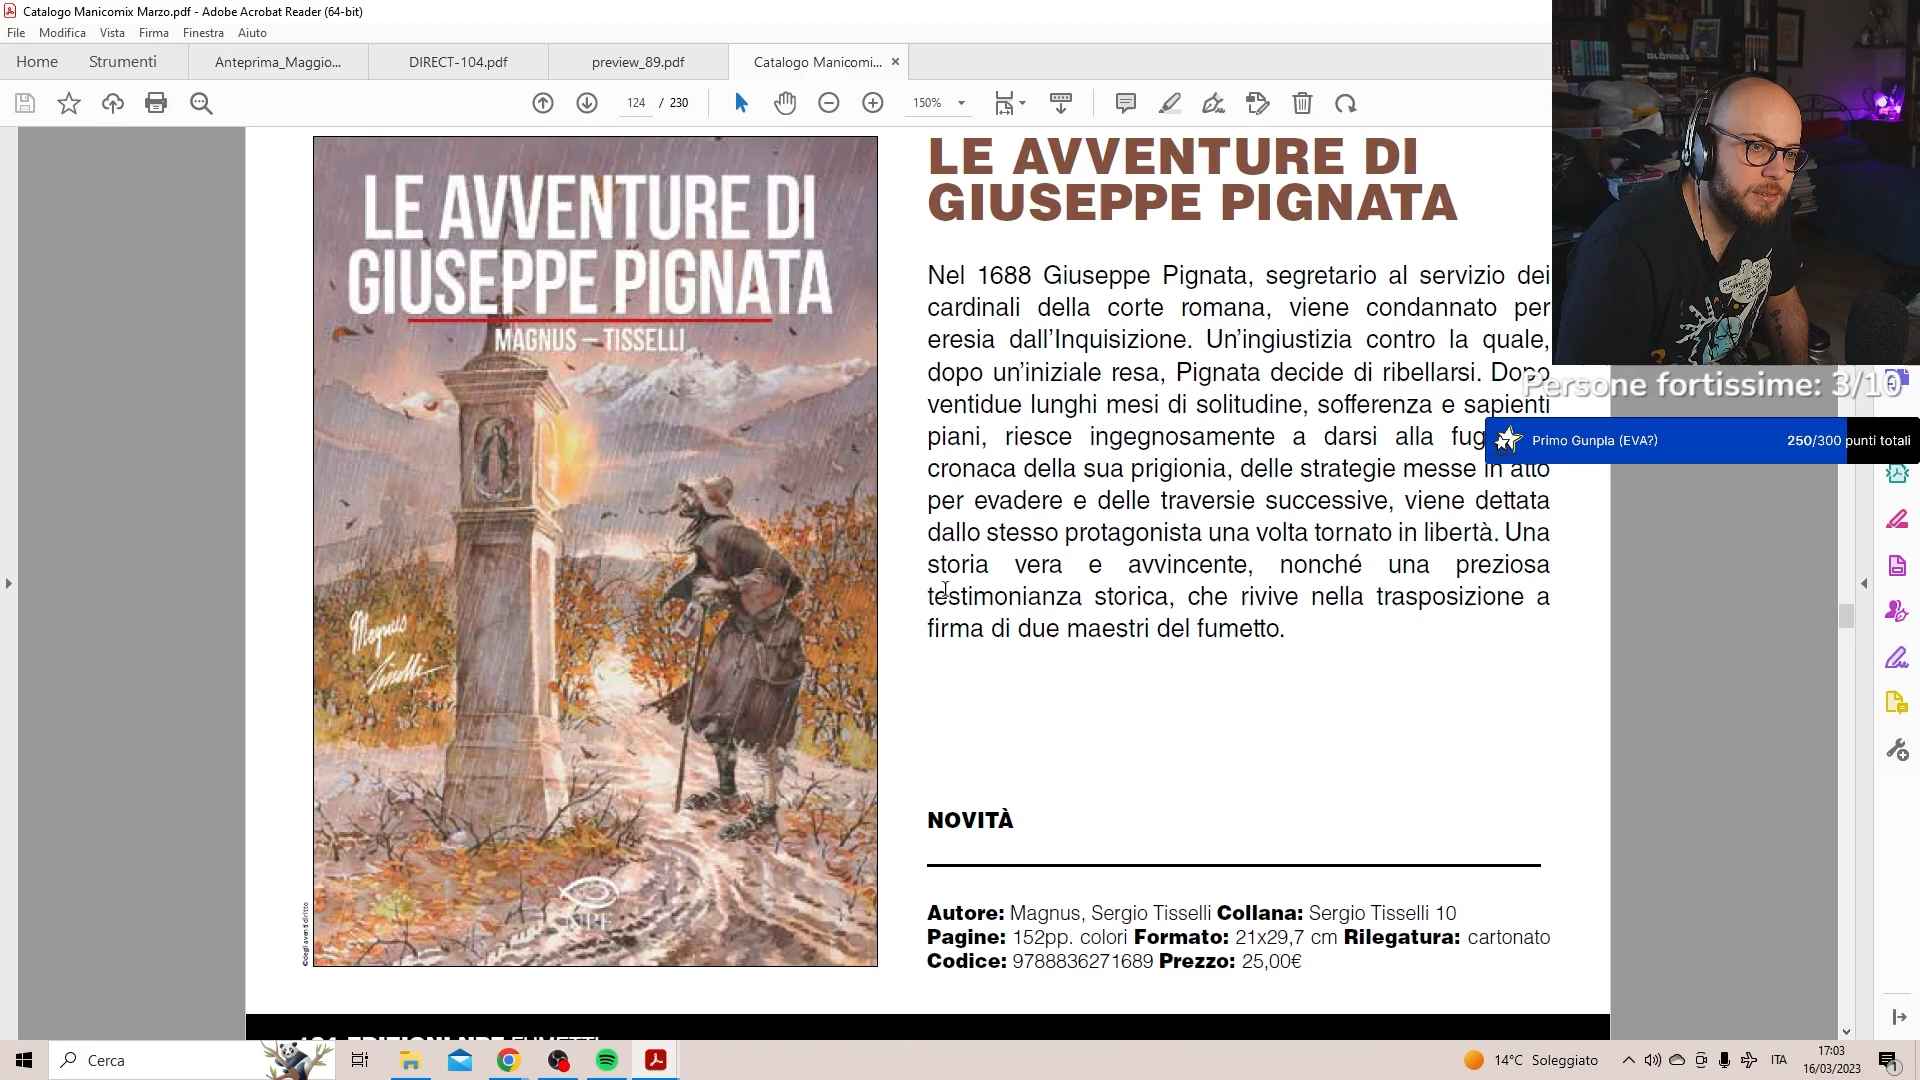 Catalogo Manicomix Marzo.pdf - Adobe Acrobat Reader (64-bit)
File Modifica Vista Firma Finestra Aiuto
Home Strumenti Anteprima_Maggio... DIRECT-104.pdf preview_89.pdf Catalogo Manicomi...
124 / 230 150%
LE AVVENTURE DI
GIUSEPPE PIGNATA
MAGNUS – TISSELLI
Magnus
Tisselli
NPE
LE AVVENTURE DI
GIUSEPPE PIGNATA
Nel 1688 Giuseppe Pignata, segretario al servizio dei
cardinali della corte romana, viene condannato per
eresia dall’Inquisizione. Un’ingiustizia contro la quale,
dopo un’iniziale resa, Pignata decide di ribellarsi. Dopo
ventidue lunghi mesi di solitudine, sofferenza e sapienti
piani, riesce ingegnosamente a darsi alla
cronaca della sua prigionia, delle strategie messe in atto
per evadere e delle traversie successive, viene dettata
dallo stesso protagonista una volta tornato in libertà. Una
storia vera e avvincente, nonché una preziosa
testimonianza storica, che rivive nella trasposizione a
firma di due maestri del fumetto.
NOVITÀ
Autore: Magnus, Sergio Tisselli Collana: Sergio Tisselli 10
Pagine: 152pp. colori Formato: 21x29,7 cm Rilegatura: cartonato
Codice: 9788836271689 Prezzo: 25,00€
©degli aventi diritto
Persone fortissime: 3/10
Primo Gunpla (EVA?) 250/300 punti totali
Cerca
14°C Soleggiato
ITA
17:03
16/03/2023
1